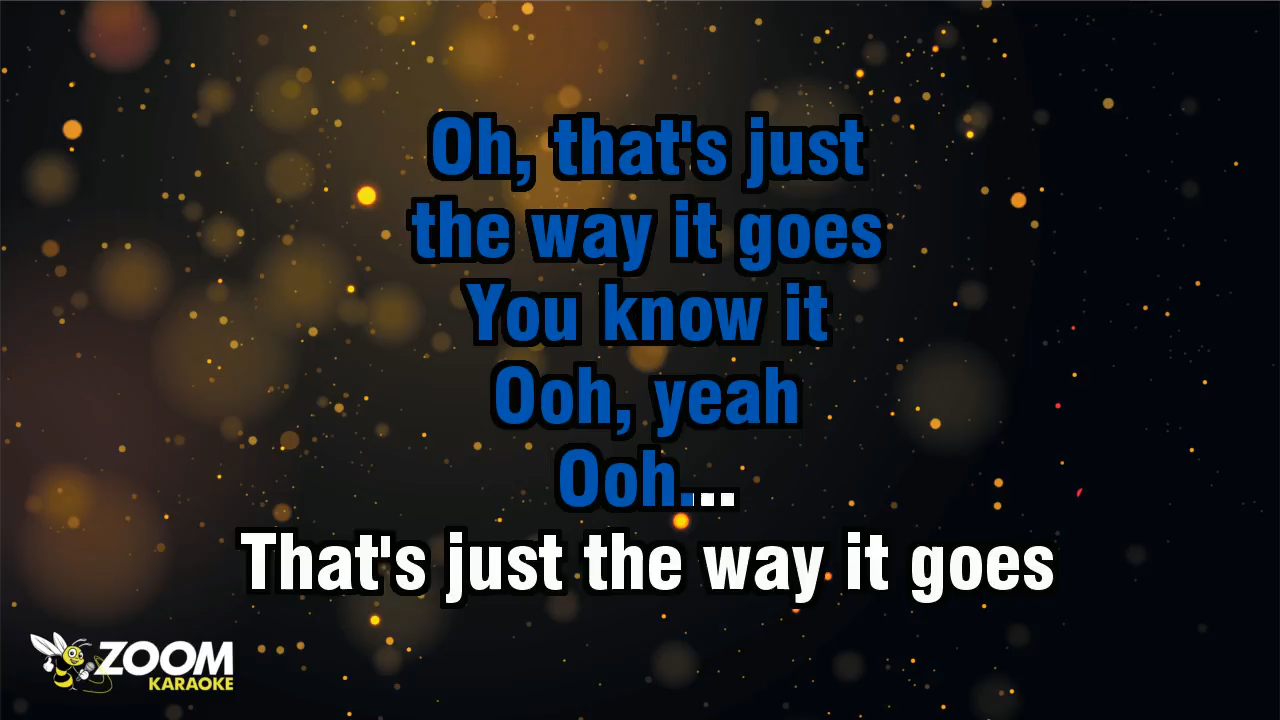 Oh, that's just
the way it goes
You know it
Ooh, yeah
Ooh...
That's just the way it goes
ZOOM
KARAOKE